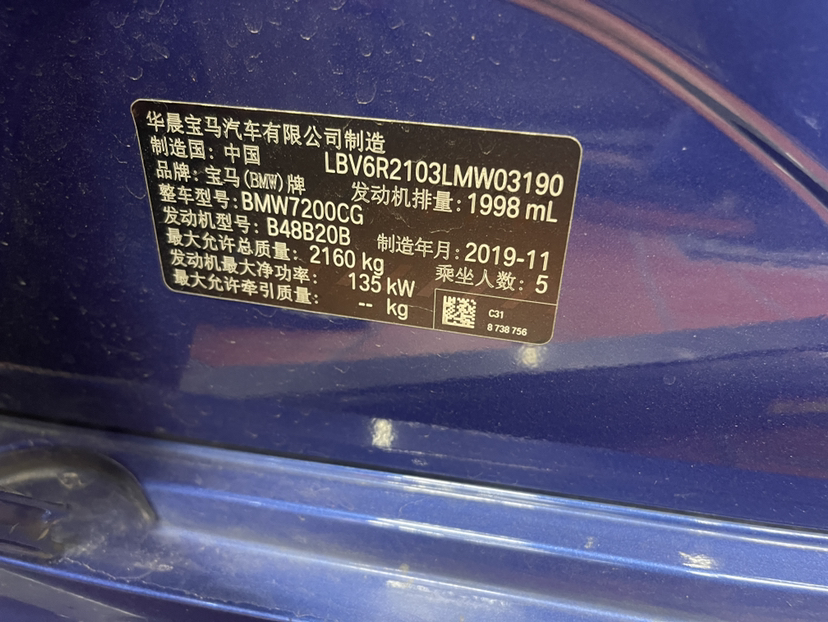 华晨宝马汽车有限公司制造
制造国：中国 LBV6R2103LMW03190
品牌：宝马(BMW)牌 发动机排量：1998 mL
整车型号：BMW7200CG
发动机型号：B48B20B 制造年月：2019-11
最大允许总质量：2160 kg 乘坐人数：5
发动机最大净功率：135 kW
最大允许牵引质量：-- kg
C31
8 738 756